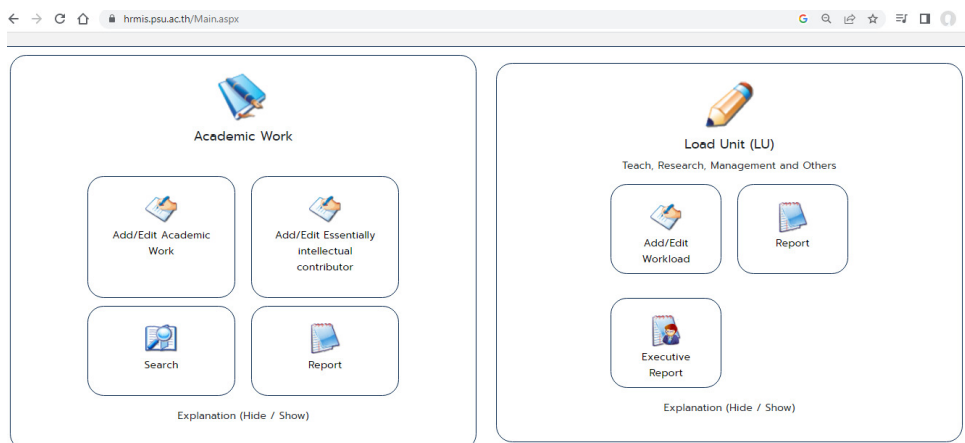 hrmis.psu.ac.th/Main.aspx
Academic Work
Add/Edit Academic
Work
Add/Edit Essentially
intellectual
contributor
Search
Report
Explanation (Hide / Show)
Load Unit (LU)
Teach, Research, Management and Others
Add/Edit
Workload
Report
Executive
Report
Explanation (Hide / Show)